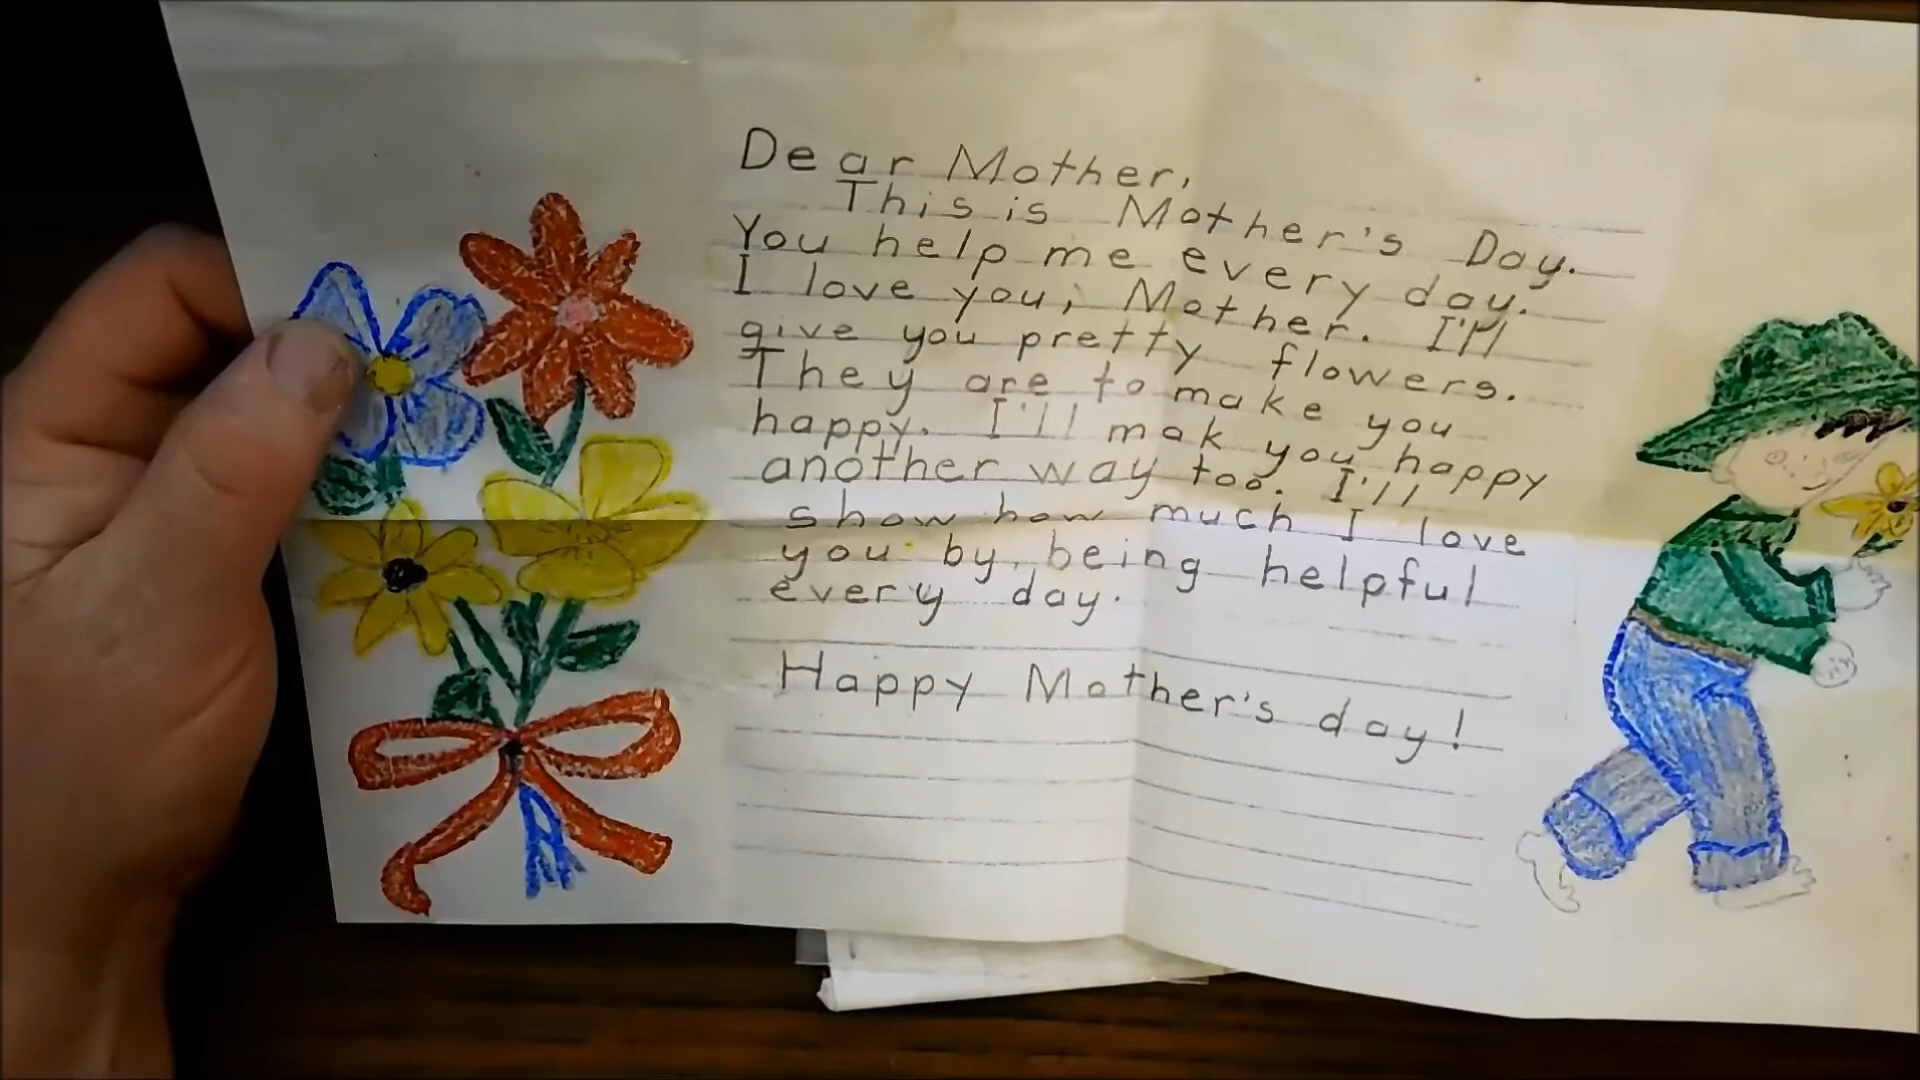 Dear Mother,
This is Mother's Day.
You help me every day.
I love you, Mother. I'll
give you pretty flowers.
They are to make you
happy. I'll mak you happy
another way too. I'll
show how much I love
you by being helpful
every day.
Happy Mother's day!